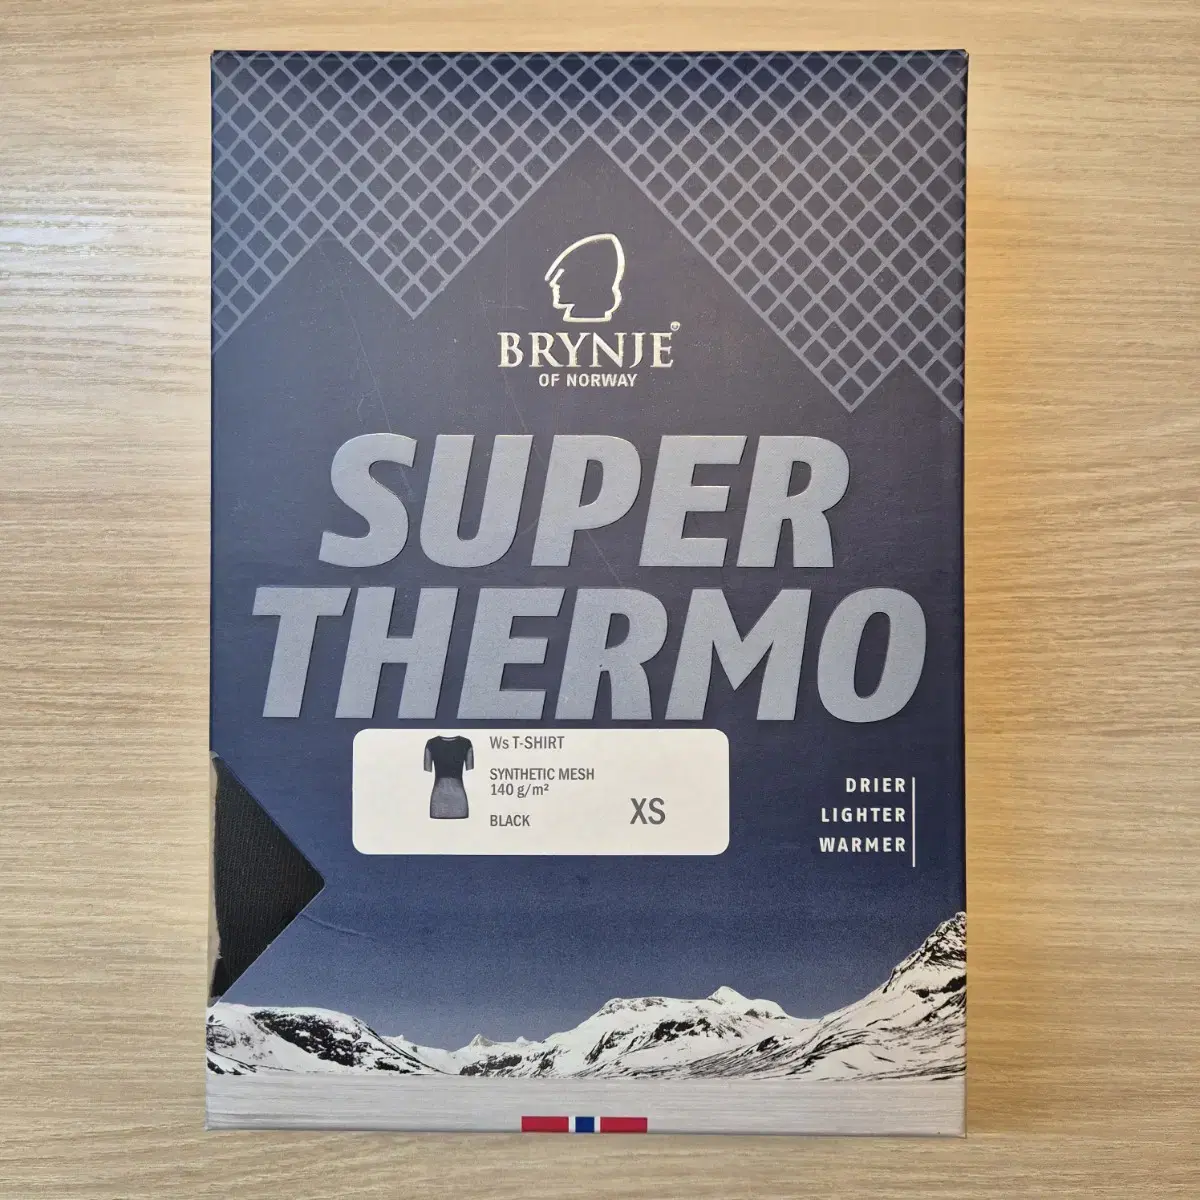 BRYNJE®
OF NORWAY
SUPER
THERMO
Ws T-SHIRT
SYNTHETIC MESH
140 g/m²
BLACK
XS
DRIER
LIGHTER
WARMER